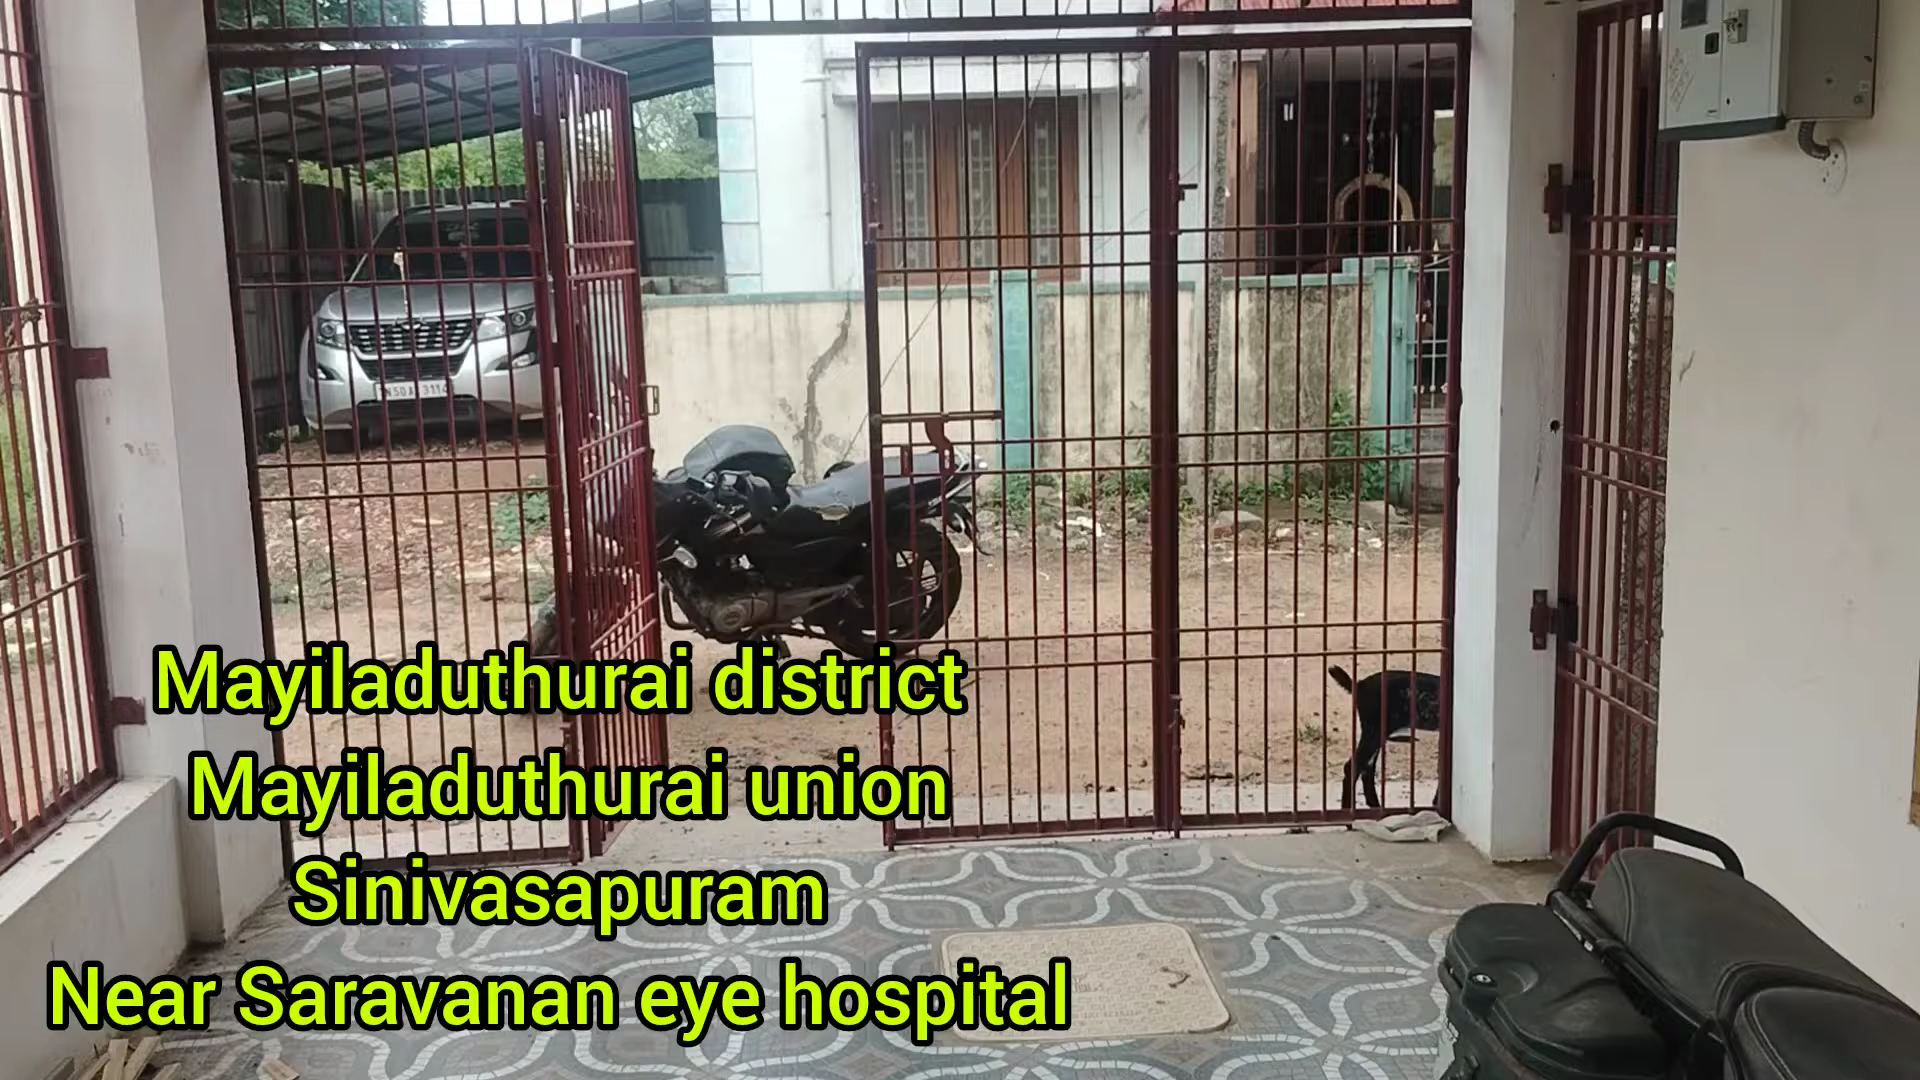 Mayiladuthurai district
Mayiladuthurai union
Sinivasapuram
Near Saravanan eye hospital